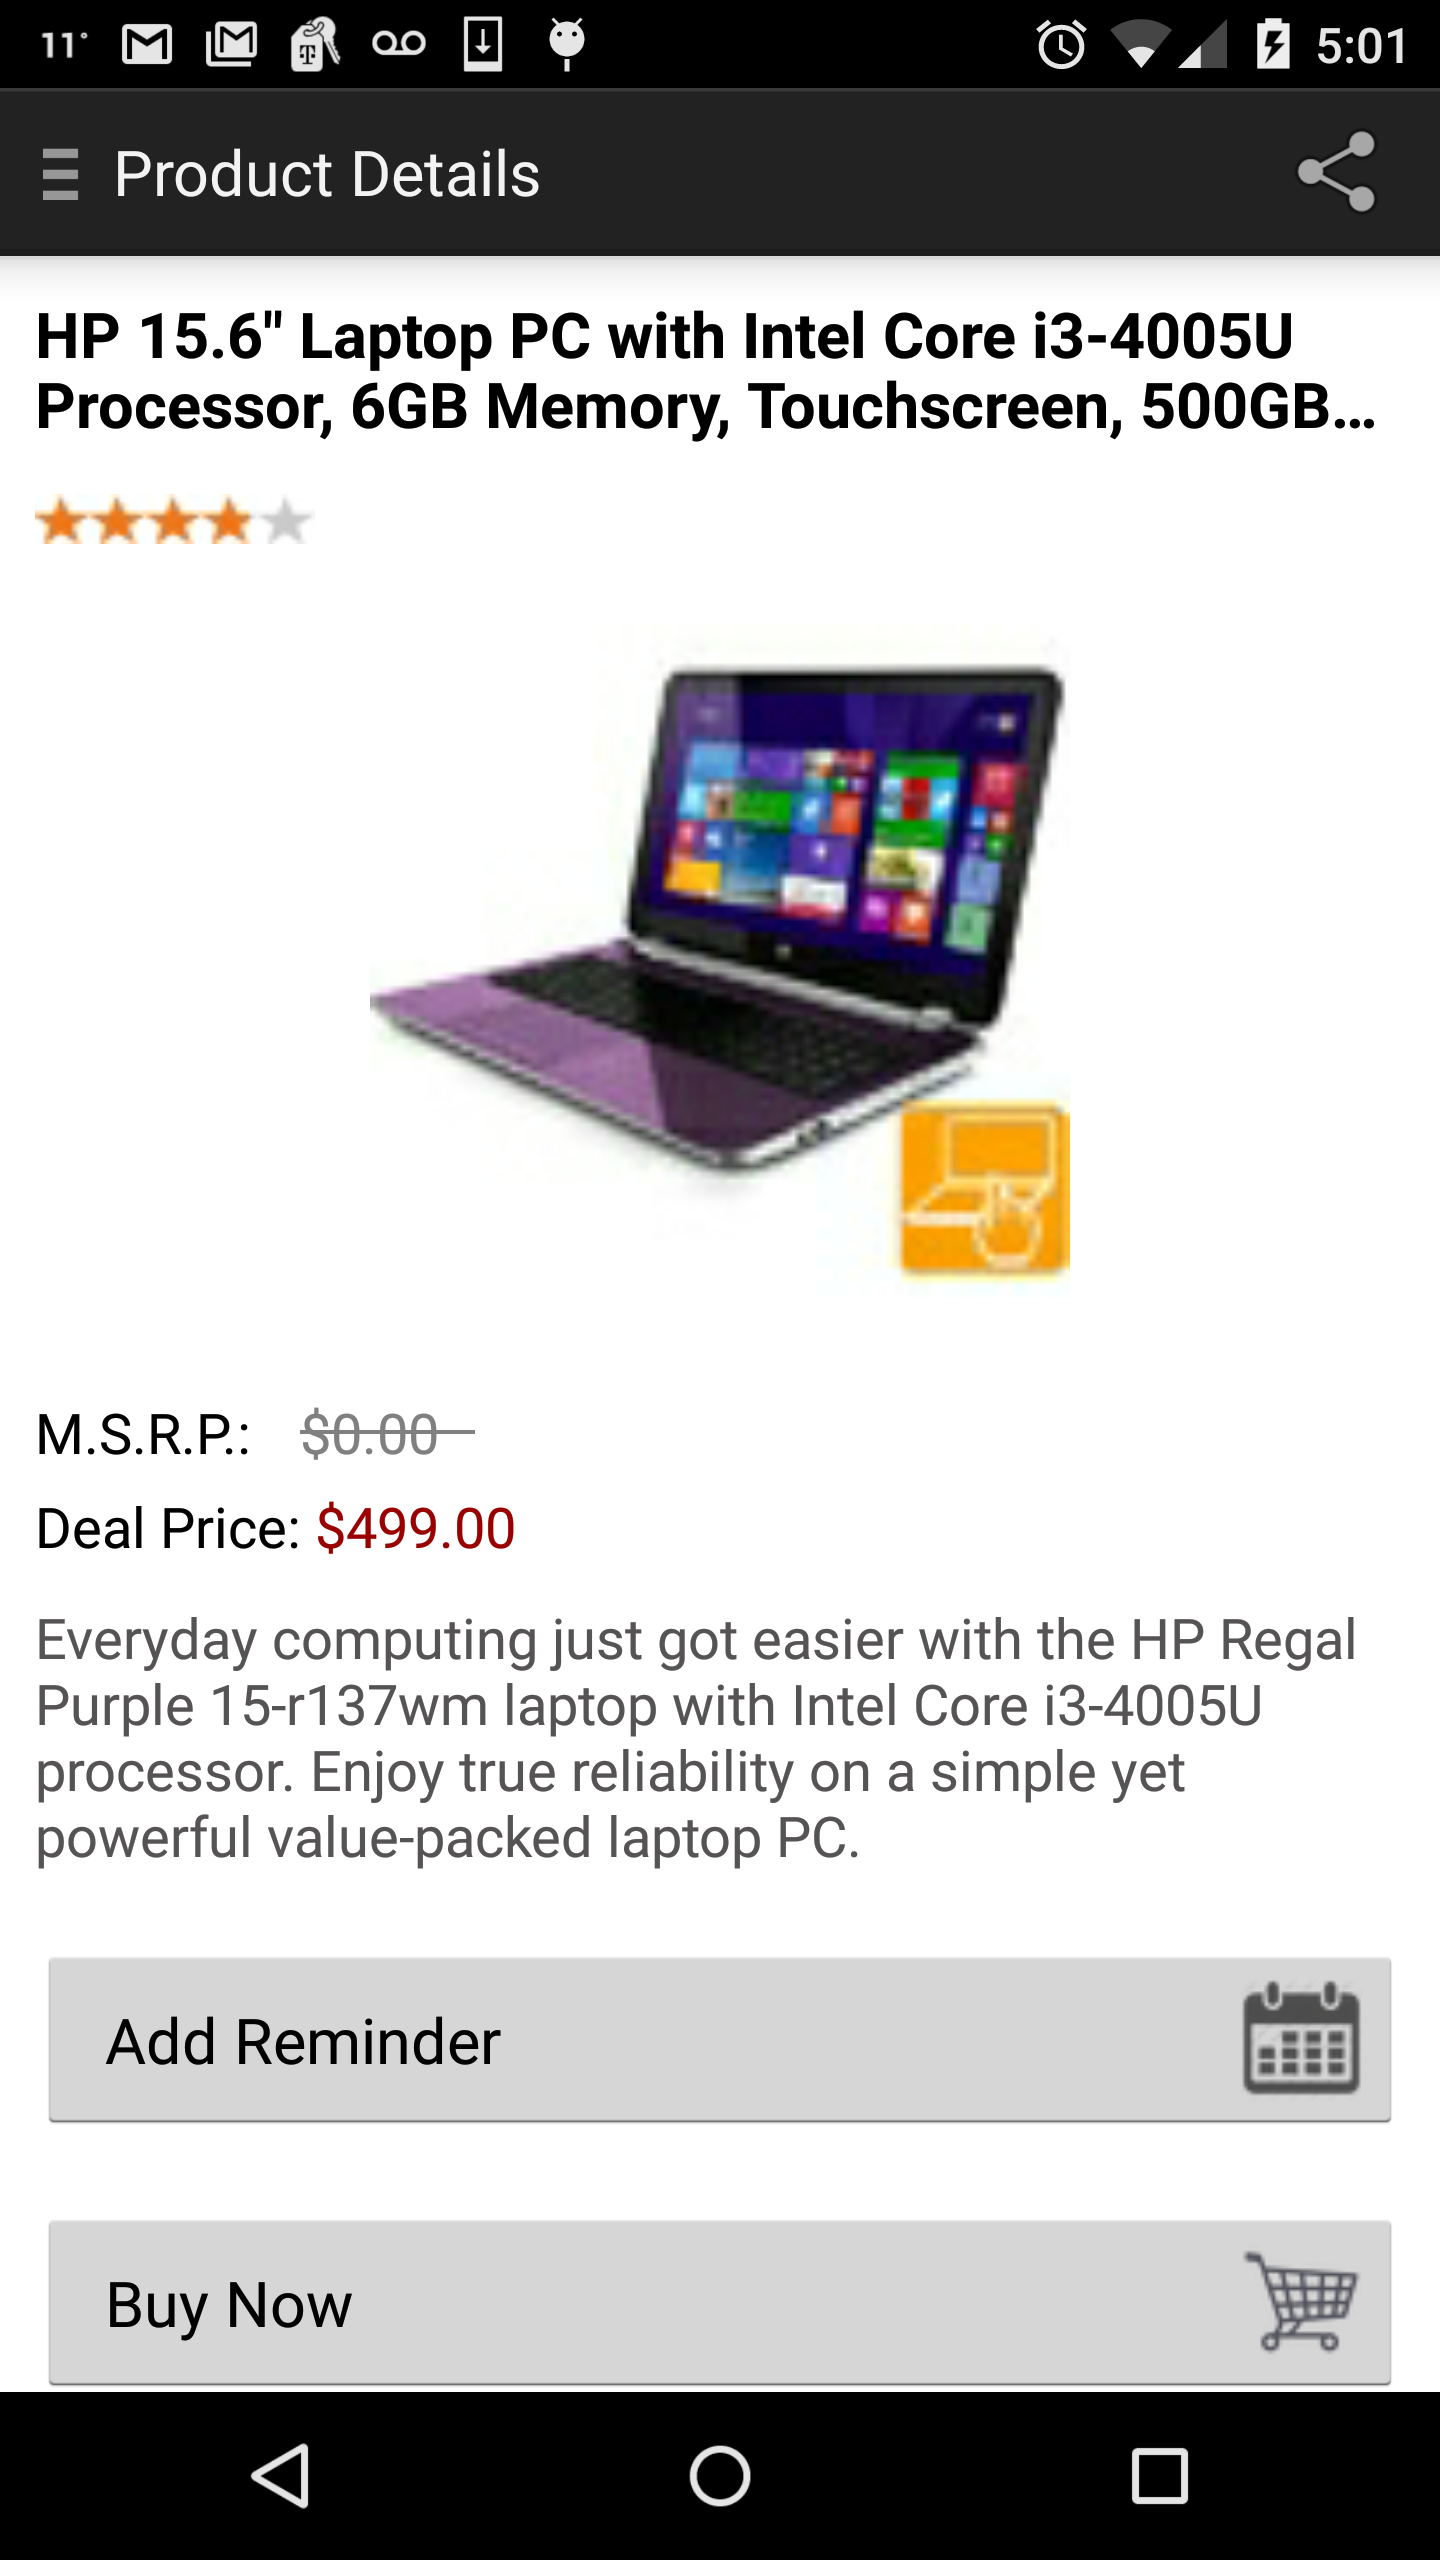 11°
5:01
Product Details
HP 15.6" Laptop PC with Intel Core i3-4005U
Processor, 6GB Memory, Touchscreen, 500GB...
M.S.R.P.: $0.00
Deal Price: $499.00
Everyday computing just got easier with the HP Regal
Purple 15-r137wm laptop with Intel Core i3-4005U
processor. Enjoy true reliability on a simple yet
powerful value-packed laptop PC.
Add Reminder
Buy Now